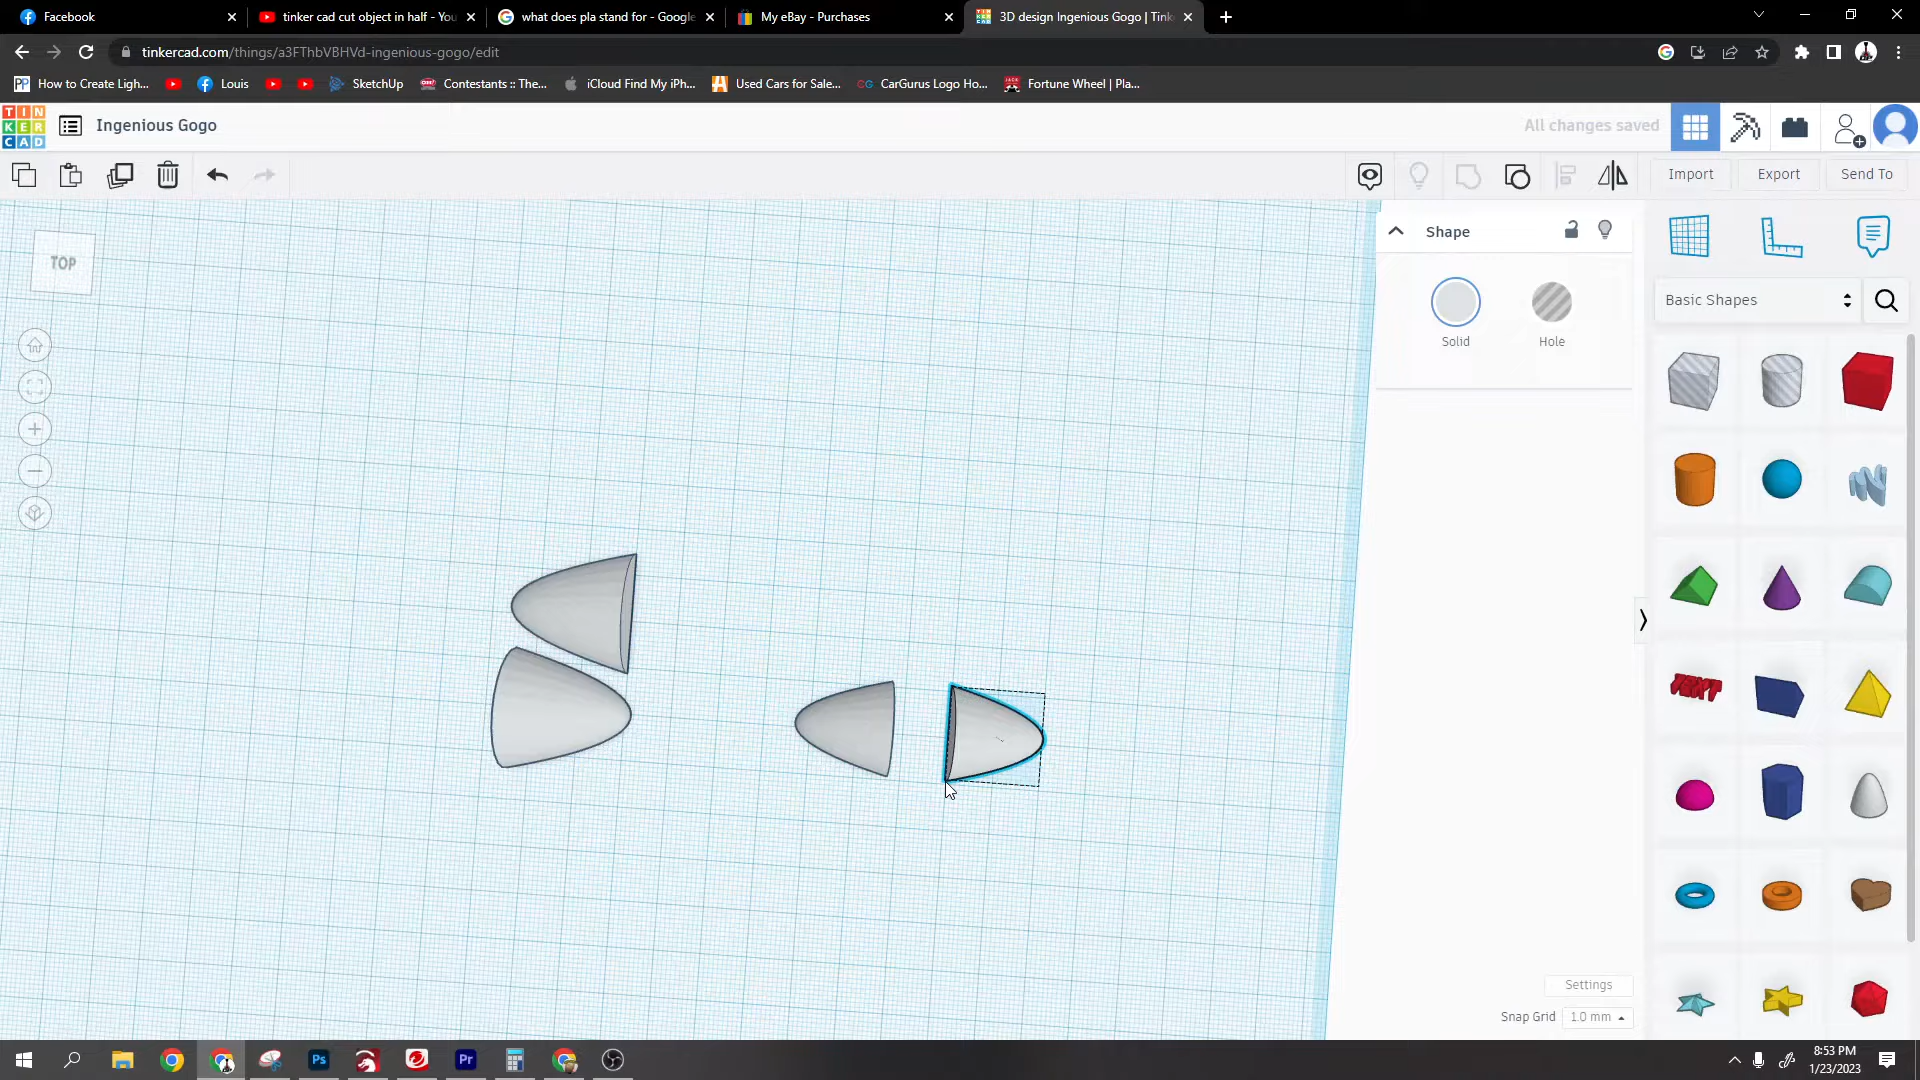 Facebook
tinker cad cut object in half - You
what does pla stand for - Google
My eBay - Purchases
3D design Ingenious Gogo | Tink
tinkercad.com/things/a3FThbVBHVd-ingenious-gogo/edit
How to Create Ligh...
Louis
SketchUp
Contestants :: The...
iCloud Find My iPh...
Used Cars for Sale...
CarGurus Logo Ho...
Fortune Wheel | Pla...
TIN
KER
CAD
Ingenious Gogo
All changes saved
Import
Export
Send To
TOP
Shape
Solid
Hole
Basic Shapes
TEXT
Settings
Snap Grid
1.0 mm
Ps
Pr
8:53 PM
1/23/2023